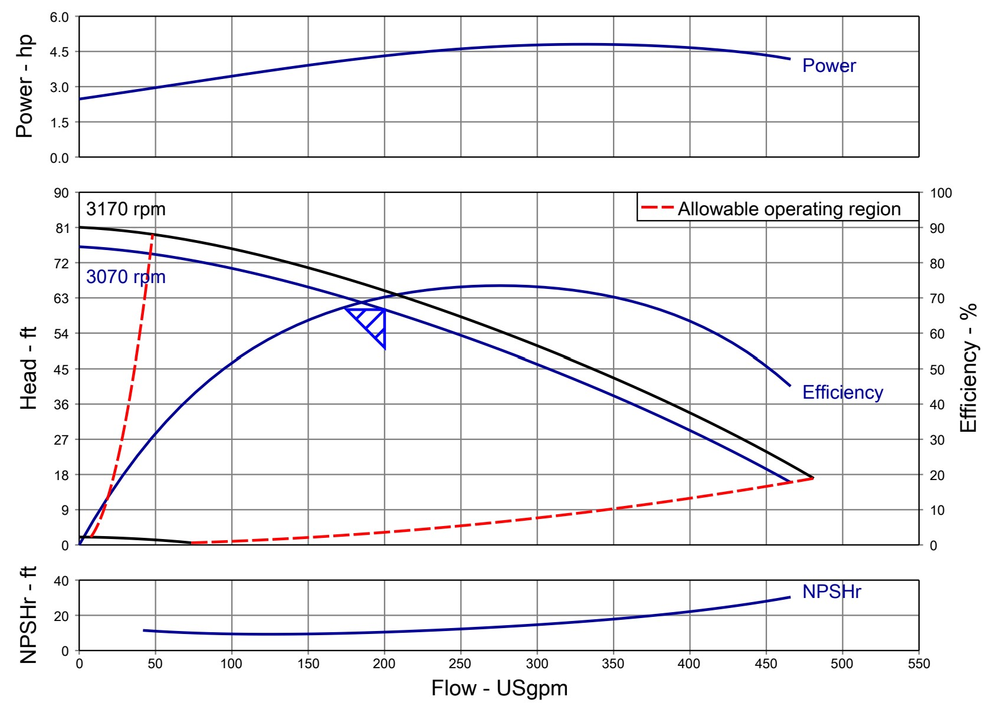 Power - hp
6.0
4.5
3.0
1.5
0.0
Power
Head - ft
90
81
72
63
54
45
36
27
18
9
0
3170 rpm
3070 rpm
Allowable operating region
Efficiency
100
90
80
70
60
50
40
30
20
10
0
Efficiency - %
NPSHr - ft
40
20
0
NPSHr
0 50 100 150 200 250 300 350 400 450 500 550
Flow - USgpm